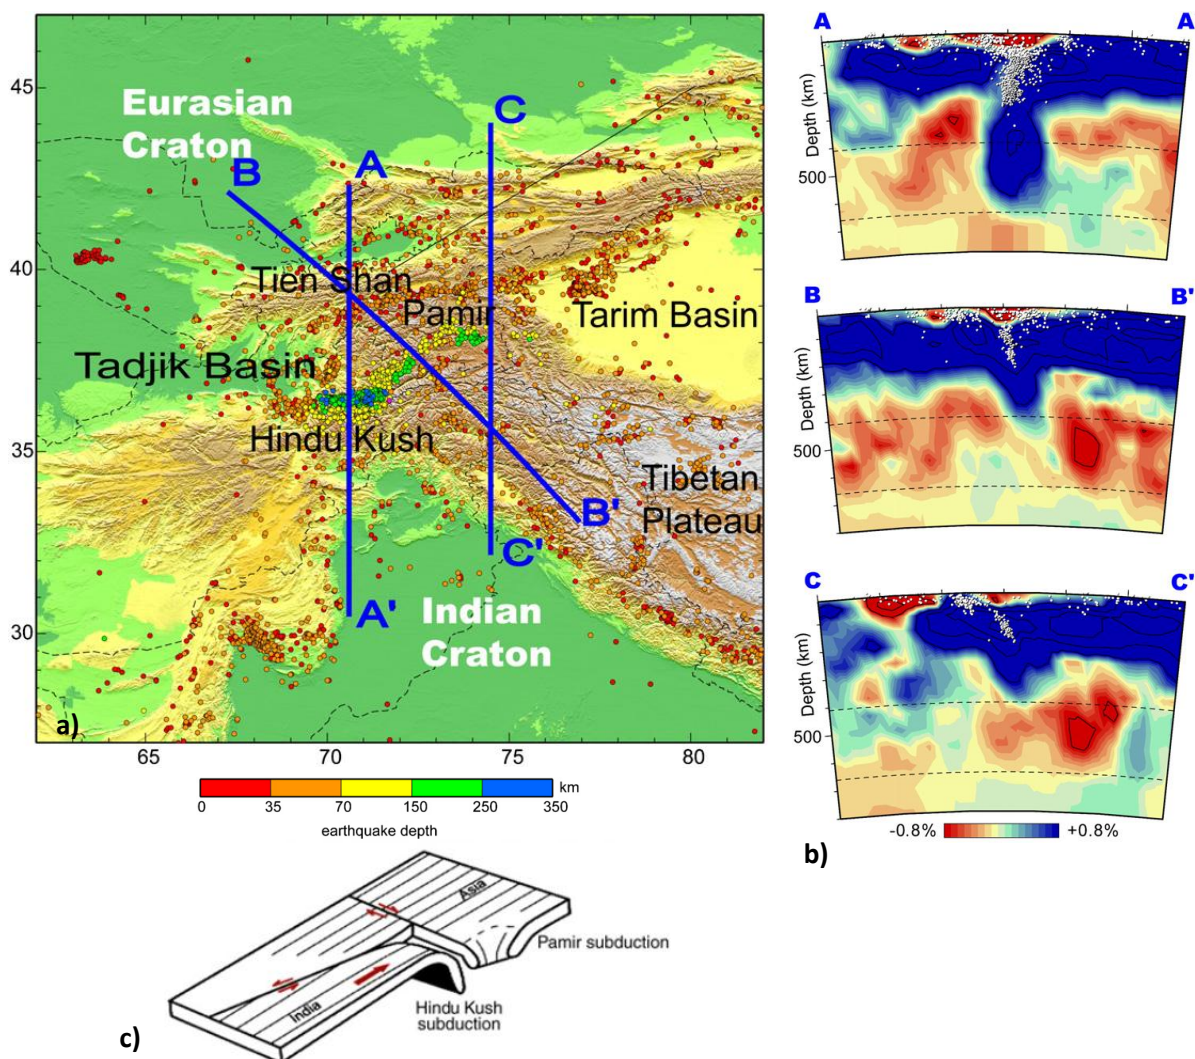 45
40
35
30
65
70
75
80
Eurasian
Craton
B
A
C
Tien Shan
Pamir
Tarim Basin
Tadjik Basin
Hindu Kush
Tibetan
Plateau
B'
C'
A'
Indian
Craton
a)
0
35
70
150
250
350
km
earthquake depth
A
A
Depth (km)
500
B
B'
Depth (km)
500
C
C'
Depth (km)
500
-0.8%
+0.8%
b)
Asia
India
Pamir subduction
Hindu Kush
subduction
c)